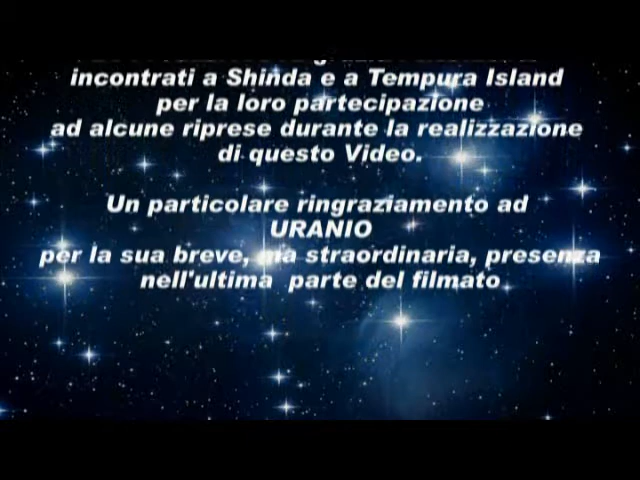 incontrati a Shinda e a Tempura Island
per la loro partecipazione
ad alcune riprese durante la realizzazione
di questo Video.
Un particolare ringraziamento ad
URANIO
per la sua breve, ma straordinaria, presenza
nell'ultima parte del filmato